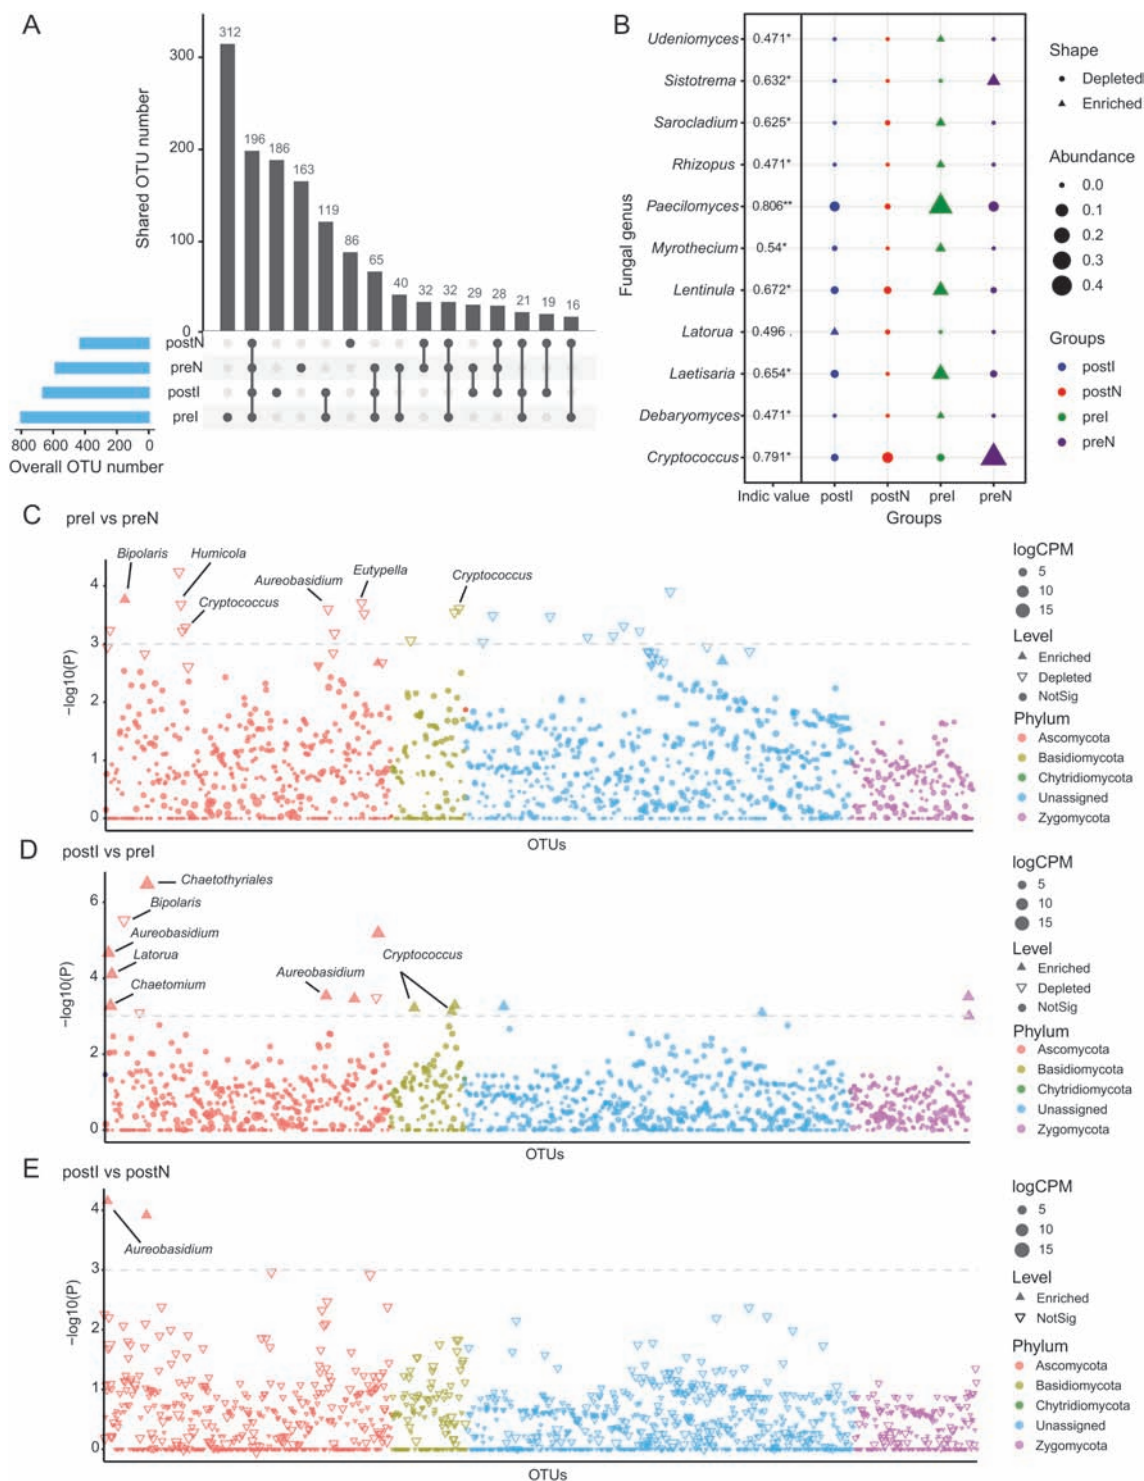 A
312
300
196
186
200
163
119
100
86
65
40
32
32
29
28
21
19
16
0
Shared OTU number
postN
preN
postI
preI
800 600 400 200 0
Overall OTU number
B
Udeniomyces 0.471*
Sistotrema 0.632*
Sarocladium 0.625*
Rhizopus 0.471*
Paecilomyces 0.806**
Myrothecium 0.54*
Lentinula 0.672*
Latorua 0.496 .
Laetisaria 0.654*
Debaryomyces 0.471*
Cryptococcus 0.791*
Fungal genus
Indic value postI postN preI preN
Groups
Shape
Depleted
Enriched
Abundance
0.0
0.1
0.2
0.3
0.4
Groups
postI
postN
preI
preN
C preI vs preN
Bipolaris
Humicola
Cryptococcus
Aureobasidium
Eutypella
Cryptococcus
4
3
2
1
0
−log10(P)
OTUs
logCPM
5
10
15
Level
Enriched
Depleted
NotSig
Phylum
Ascomycota
Basidiomycota
Chytridiomycota
Unassigned
Zygomycota
D postI vs preI
Chaetothyriales
Bipolaris
Aureobasidium
Latorua
Chaetomium
Aureobasidium
Cryptococcus
6
4
2
0
−log10(P)
OTUs
logCPM
5
10
15
Level
Enriched
Depleted
NotSig
Phylum
Ascomycota
Basidiomycota
Chytridiomycota
Unassigned
Zygomycota
E postI vs postN
Aureobasidium
4
3
2
1
0
−log10(P)
OTUs
logCPM
5
10
15
Level
Enriched
NotSig
Phylum
Ascomycota
Basidiomycota
Chytridiomycota
Unassigned
Zygomycota